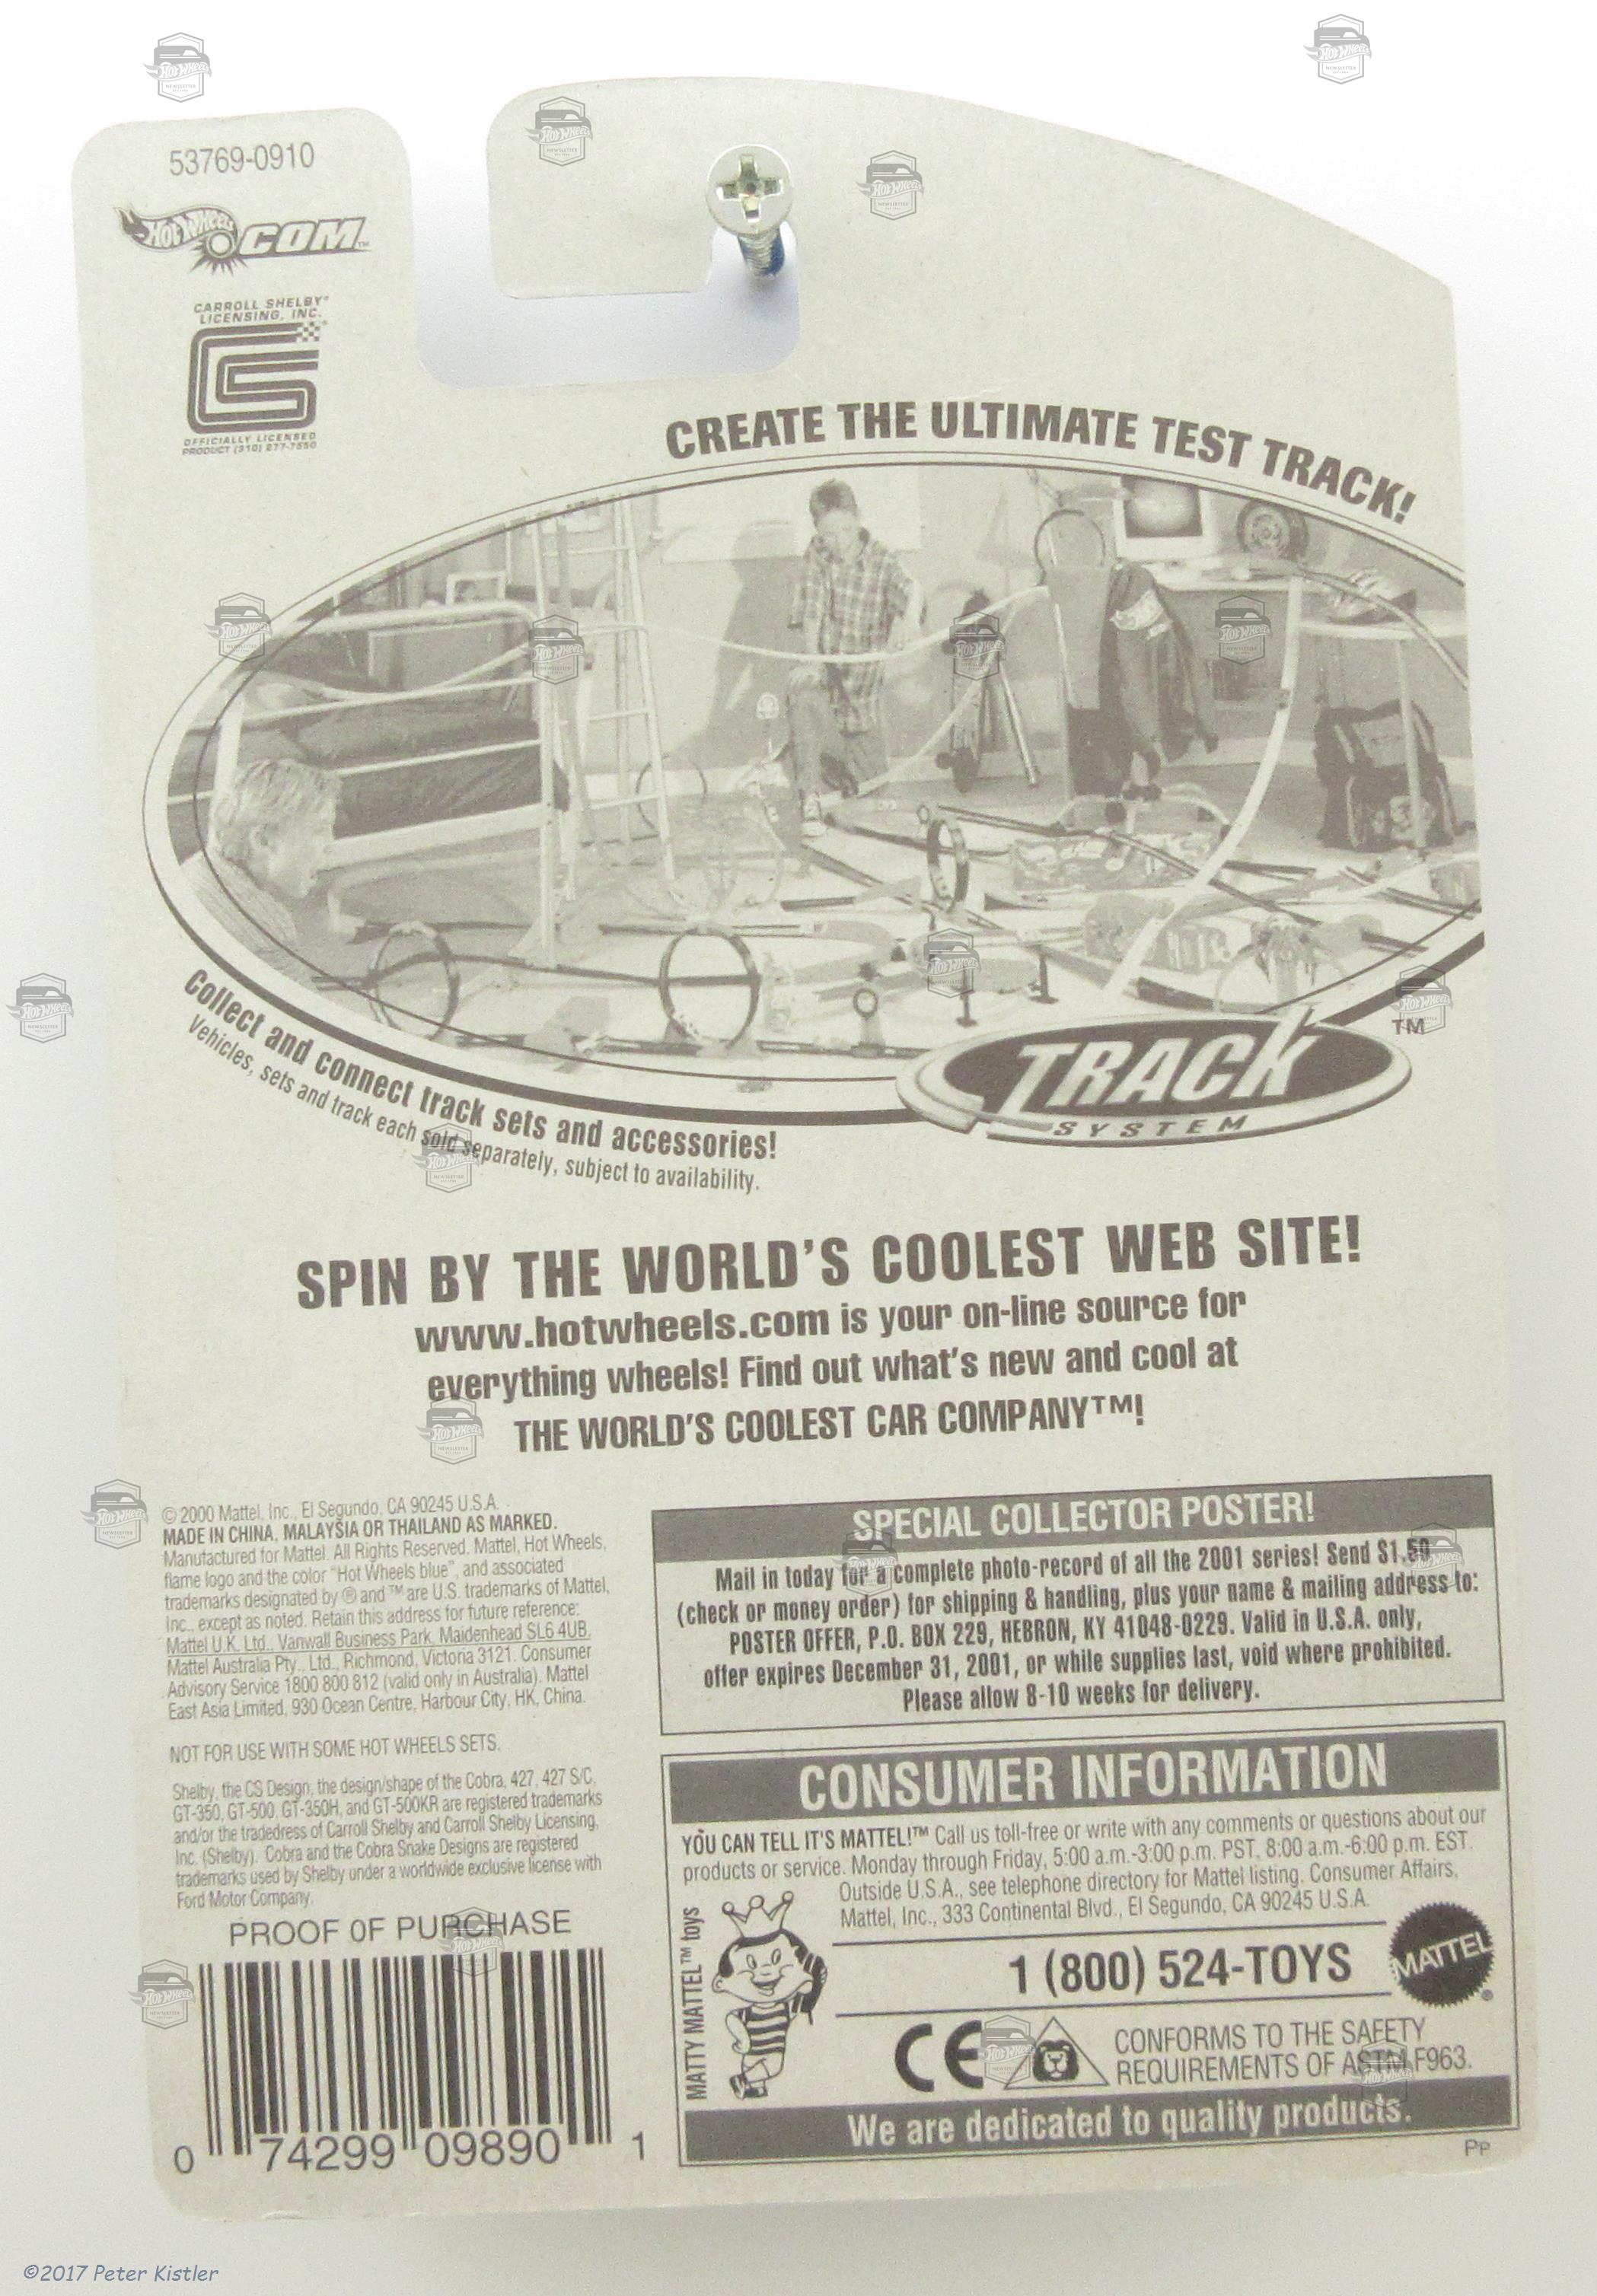 53769-0910
Hot Wheels.COM™
CARROLL SHELBY®
LICENSING, INC.
CS
OFFICIALLY LICENSED
PRODUCT (310) 277-7550
CREATE THE ULTIMATE TEST TRACK!
Collect and connect track sets and accessories!
Vehicles, sets and track each sold separately, subject to availability.
TRACK
SYSTEM
TM
SPIN BY THE WORLD'S COOLEST WEB SITE!
www.hotwheels.com is your on-line source for
everything wheels! Find out what's new and cool at
THE WORLD'S COOLEST CAR COMPANY™!
© 2000 Mattel, Inc., El Segundo, CA 90245 U.S.A.
MADE IN CHINA, MALAYSIA OR THAILAND AS MARKED.
Manufactured for Mattel. All Rights Reserved. Mattel, Hot Wheels,
flame logo and the color "Hot Wheels blue", and associated
trademarks designated by ® and ™ are U.S. trademarks of Mattel,
Inc., except as noted. Retain this address for future reference:
Mattel U.K. Ltd., Vanwall Business Park, Maidenhead SL6 4UB.
Mattel Australia Pty., Ltd., Richmond, Victoria 3121. Consumer
Advisory Service 1800 800 812 (valid only in Australia). Mattel
East Asia Limited, 930 Ocean Centre, Harbour City, HK, China.
NOT FOR USE WITH SOME HOT WHEELS SETS.
Shelby, the CS Design, the design/shape of the Cobra, 427, 427 S/C,
GT-350, GT-500, GT-350H, and GT-500KR are registered trademarks
and/or the tradedress of Carroll Shelby and Carroll Shelby Licensing,
Inc. (Shelby). Cobra and the Cobra Snake Designs are registered
trademarks used by Shelby under a worldwide exclusive license with
Ford Motor Company.
PROOF OF PURCHASE
0 74299 09890 1
SPECIAL COLLECTOR POSTER!
Mail in today for a complete photo-record of all the 2001 series! Send $1.50
(check or money order) for shipping & handling, plus your name & mailing address to:
POSTER OFFER, P.O. BOX 229, HEBRON, KY 41048-0229. Valid in U.S.A. only,
offer expires December 31, 2001, or while supplies last, void where prohibited.
Please allow 8-10 weeks for delivery.
CONSUMER INFORMATION
YOU CAN TELL IT'S MATTEL!™ Call us toll-free or write with any comments or questions about our
products or service. Monday through Friday, 5:00 a.m.-3:00 p.m. PST, 8:00 a.m.-6:00 p.m. EST.
Outside U.S.A., see telephone directory for Mattel listing. Consumer Affairs,
Mattel, Inc., 333 Continental Blvd., El Segundo, CA 90245 U.S.A.
MATTY MATTEL™ toys
1 (800) 524-TOYS
MATTEL®
CE
CONFORMS TO THE SAFETY
REQUIREMENTS OF ASTM F963.
We are dedicated to quality products.
PP
©2017 Peter Kistler